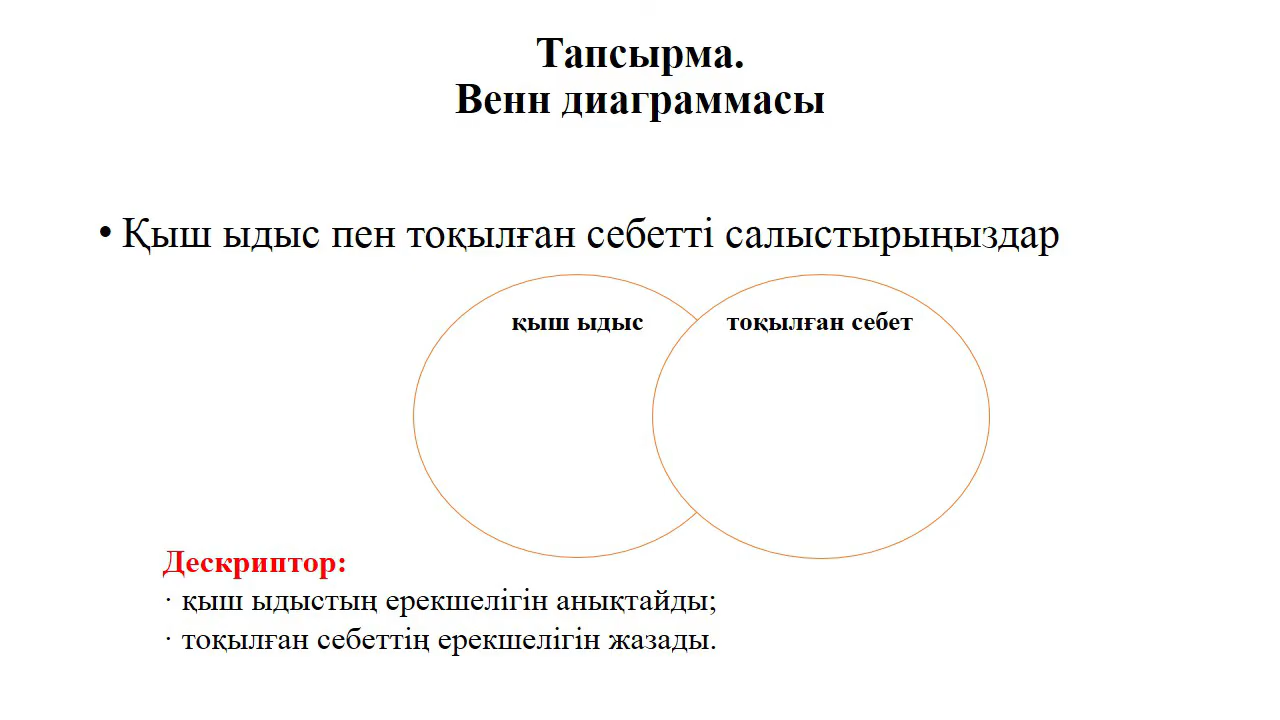 Тапсырма.
Венн диаграммасы
• Қыш ыдыс пен тоқылған себетті салыстырыңыздар
қыш ыдыс
тоқылған себет
Дескриптор:
· қыш ыдыстың ерекшелігін анықтайды;
· тоқылған себеттің ерекшелігін жазады.